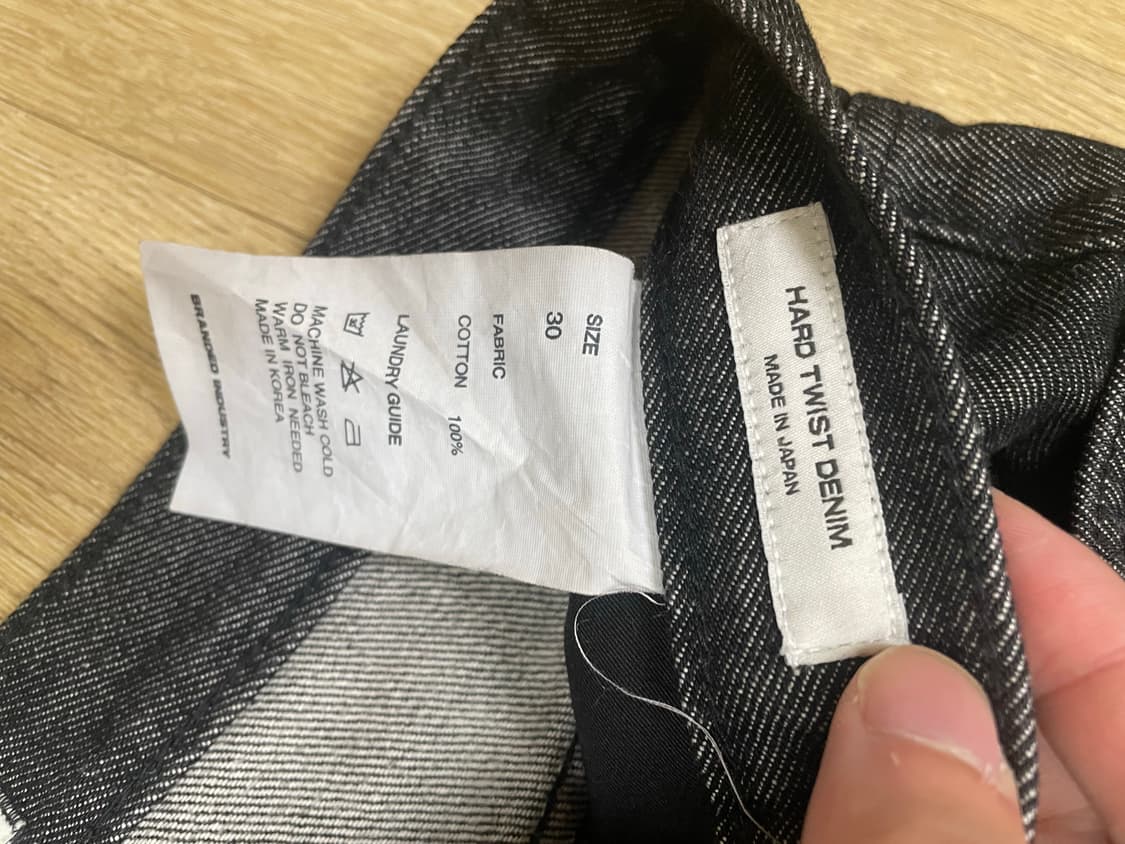 SIZE
30
FABRIC
COTTON 100%
LAUNDRY GUIDE
MACHINE WASH COLD
DO NOT BLEACH
WARM IRON NEEDED
MADE IN KOREA
BRANDED INDUSTRY
HARD TWIST DENIM
MADE IN JAPAN